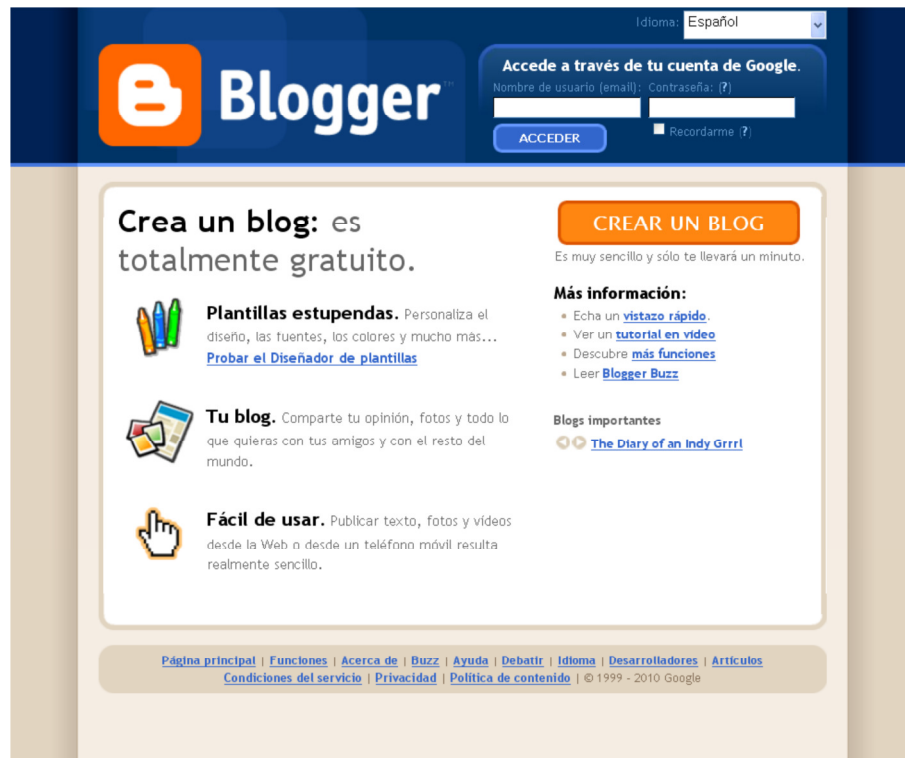 Idioma: Español
Blogger™
Accede a través de tu cuenta de Google.
Nombre de usuario (email): Contraseña: (?)
ACCEDER
Recordarme (?)
Crea un blog: es
totalmente gratuito.
Plantillas estupendas. Personaliza el
diseño, las fuentes, los colores y mucho más...
Probar el Diseñador de plantillas
Tu blog. Comparte tu opinión, fotos y todo lo
que quieras con tus amigos y con el resto del
mundo.
Fácil de usar. Publicar texto, fotos y vídeos
desde la Web o desde un teléfono móvil resulta
realmente sencillo.
CREAR UN BLOG
Es muy sencillo y sólo te llevará un minuto.
Más información:
Echa un vistazo rápido.
Ver un tutorial en vídeo
Descubre más funciones
Leer Blogger Buzz
Blogs importantes
The Diary of an Indy Grrrl
Página principal | Funciones | Acerca de | Buzz | Ayuda | Debatir | Idioma | Desarrolladores | Artículos
Condiciones del servicio | Privacidad | Política de contenido | © 1999 - 2010 Google